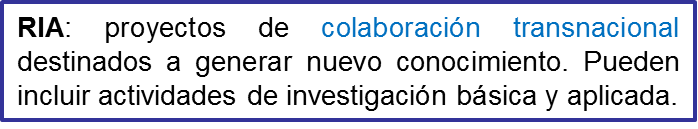 RIA: proyectos de colaboración transnacional
destinados a generar nuevo conocimiento. Pueden
incluir actividades de investigación básica y aplicada.